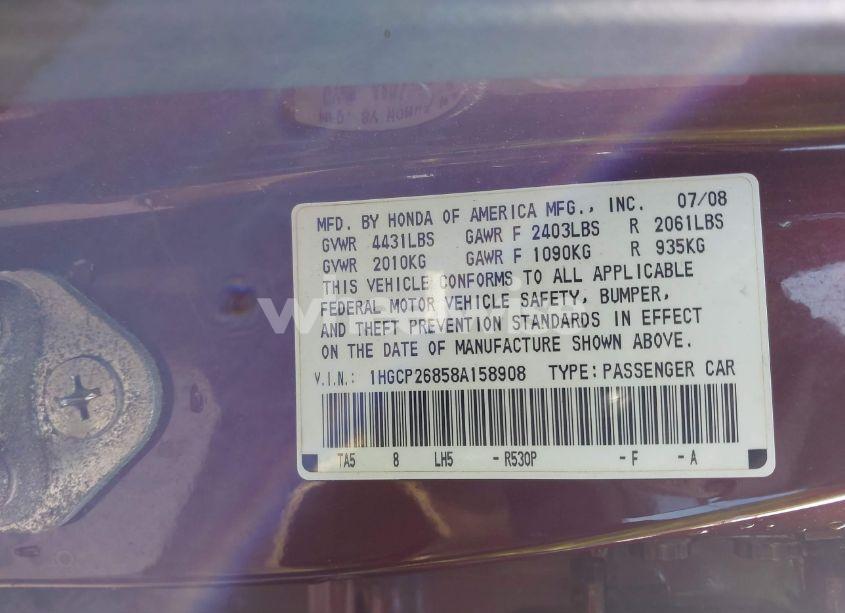 MFD. BY HONDA OF AMERICA MFG., INC. 07/08
GVWR 4431LBS GAWR F 2403LBS R 2061LBS
GVWR 2010KG GAWR F 1090KG R 935KG
THIS VEHICLE CONFORMS TO ALL APPLICABLE
FEDERAL MOTOR VEHICLE SAFETY, BUMPER,
AND THEFT PREVENTION STANDARDS IN EFFECT
ON THE DATE OF MANUFACTURE SHOWN ABOVE.
V.I.N.: 1HGCP26858A158908 TYPE: PASSENGER CAR
TA5 8 LH5 -R530P -F -A